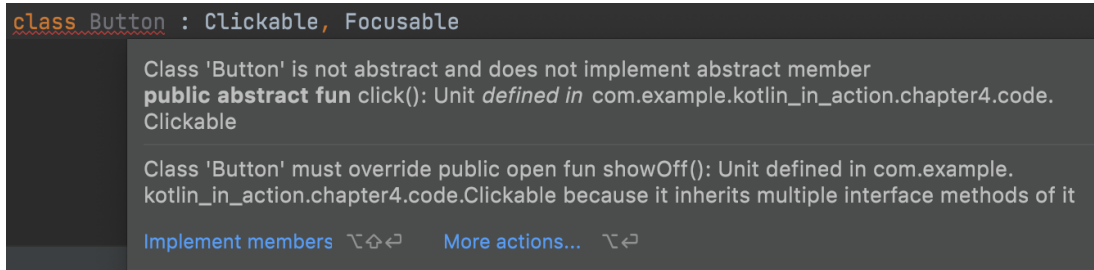 class Button : Clickable, Focusable
Class 'Button' is not abstract and does not implement abstract member
public abstract fun click(): Unit defined in com.example.kotlin_in_action.chapter4.code.
Clickable
Class 'Button' must override public open fun showOff(): Unit defined in com.example.
kotlin_in_action.chapter4.code.Clickable because it inherits multiple interface methods of it
Implement members ⌥⇧⏎ More actions... ⌥⏎